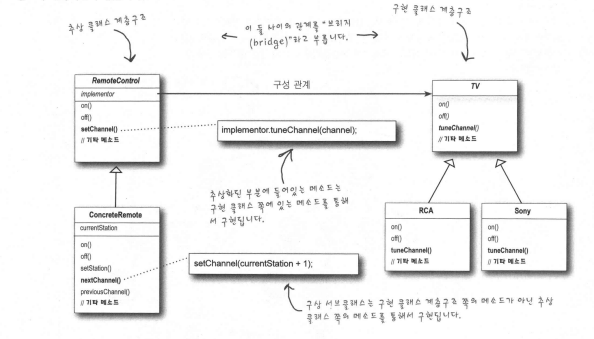 추상 클래스 계층구조
이 둘 사이의 관계를 "브리지
(bridge)"라고 부릅니다.
구현 클래스 계층구조
RemoteControl
implementor
on()
off()
setChannel()
// 기타 메소드
구성 관계
TV
on()
off()
tuneChannel()
// 기타 메소드
implementor.tuneChannel(channel);
추상화된 부분에 들어있는 메소드는
구현 클래스 쪽에 있는 메소드를 통해
서 구현됩니다.
ConcreteRemote
currentStation
on()
off()
setStation()
nextChannel()
previousChannel()
// 기타 메소드
setChannel(currentStation + 1);
RCA
on()
off()
tuneChannel()
// 기타 메소드
Sony
on()
off()
tuneChannel()
// 기타 메소드
구상 서브클래스는 구현 클래스 계층구조 쪽의 메소드가 아닌 추상
클래스 쪽의 메소드를 통해서 구현됩니다.